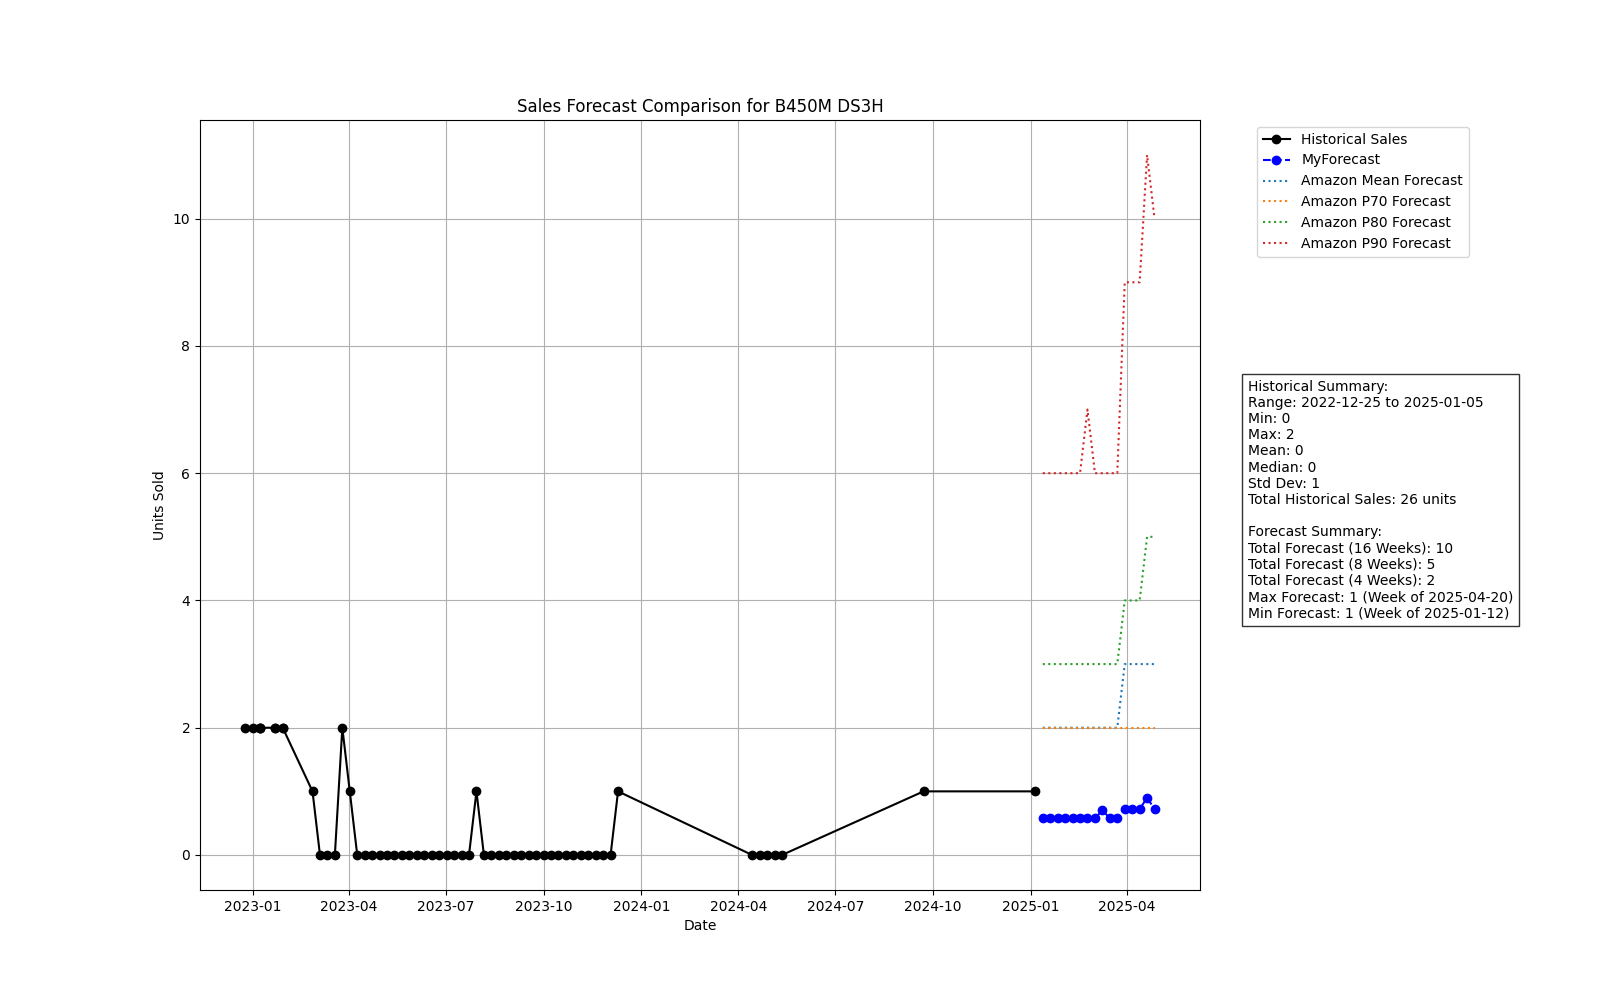 Sales Forecast Comparison for B450M DS3H
Historical Sales
MyForecast
Amazon Mean Forecast
Amazon P70 Forecast
Amazon P80 Forecast
Amazon P90 Forecast
10
8
6
4
2
0
Units Sold
2023-01
2023-04
2023-07
2023-10
2024-01
2024-04
2024-07
2024-10
2025-01
2025-04
Date
Historical Summary:
Range: 2022-12-25 to 2025-01-05
Min: 0
Max: 2
Mean: 0
Median: 0
Std Dev: 1
Total Historical Sales: 26 units
Forecast Summary:
Total Forecast (16 Weeks): 10
Total Forecast (8 Weeks): 5
Total Forecast (4 Weeks): 2
Max Forecast: 1 (Week of 2025-04-20)
Min Forecast: 1 (Week of 2025-01-12)